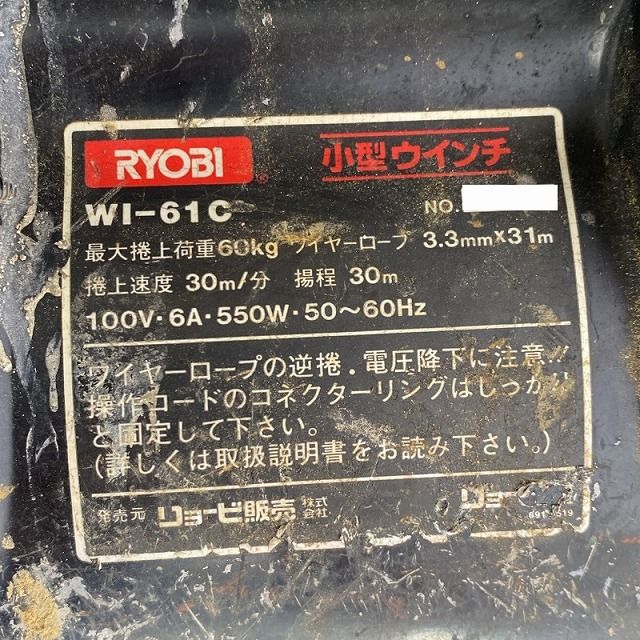 RYOBI® 小型ウインチ
WI-61C NO.
最大捲上荷重60kg ワイヤーロープ 3.3mm×31m
捲上速度 30m/分 揚程 30m
100V・6A・550W・50〜60Hz
ワイヤーロープの逆捲.電圧降下に注意!!
操作コードのコネクターリングはしっかり
と固定して下さい。
(詳しくは取扱説明書をお読み下さい。)
発売元 リョービ販売株式会社